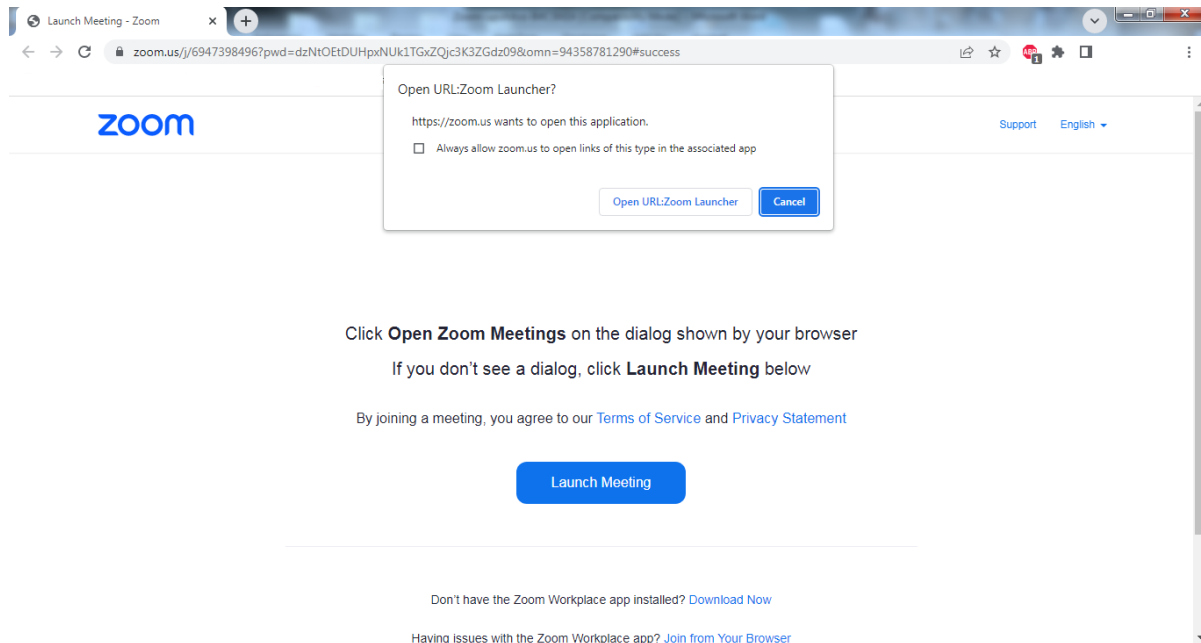 Launch Meeting - Zoom
zoom.us/j/6947398496?pwd=dzNtOEtDUHpxNUk1TGxZQjc3K3ZGdz09&omn=94358781290#success
ABP
1
Open URL:Zoom Launcher?
https://zoom.us wants to open this application.
Always allow zoom.us to open links of this type in the associated app
Open URL:Zoom Launcher Cancel
zoom
Support English
Click Open Zoom Meetings on the dialog shown by your browser
If you don't see a dialog, click Launch Meeting below
By joining a meeting, you agree to our Terms of Service and Privacy Statement
Launch Meeting
Don't have the Zoom Workplace app installed? Download Now
Having issues with the Zoom Workplace app? Join from Your Browser